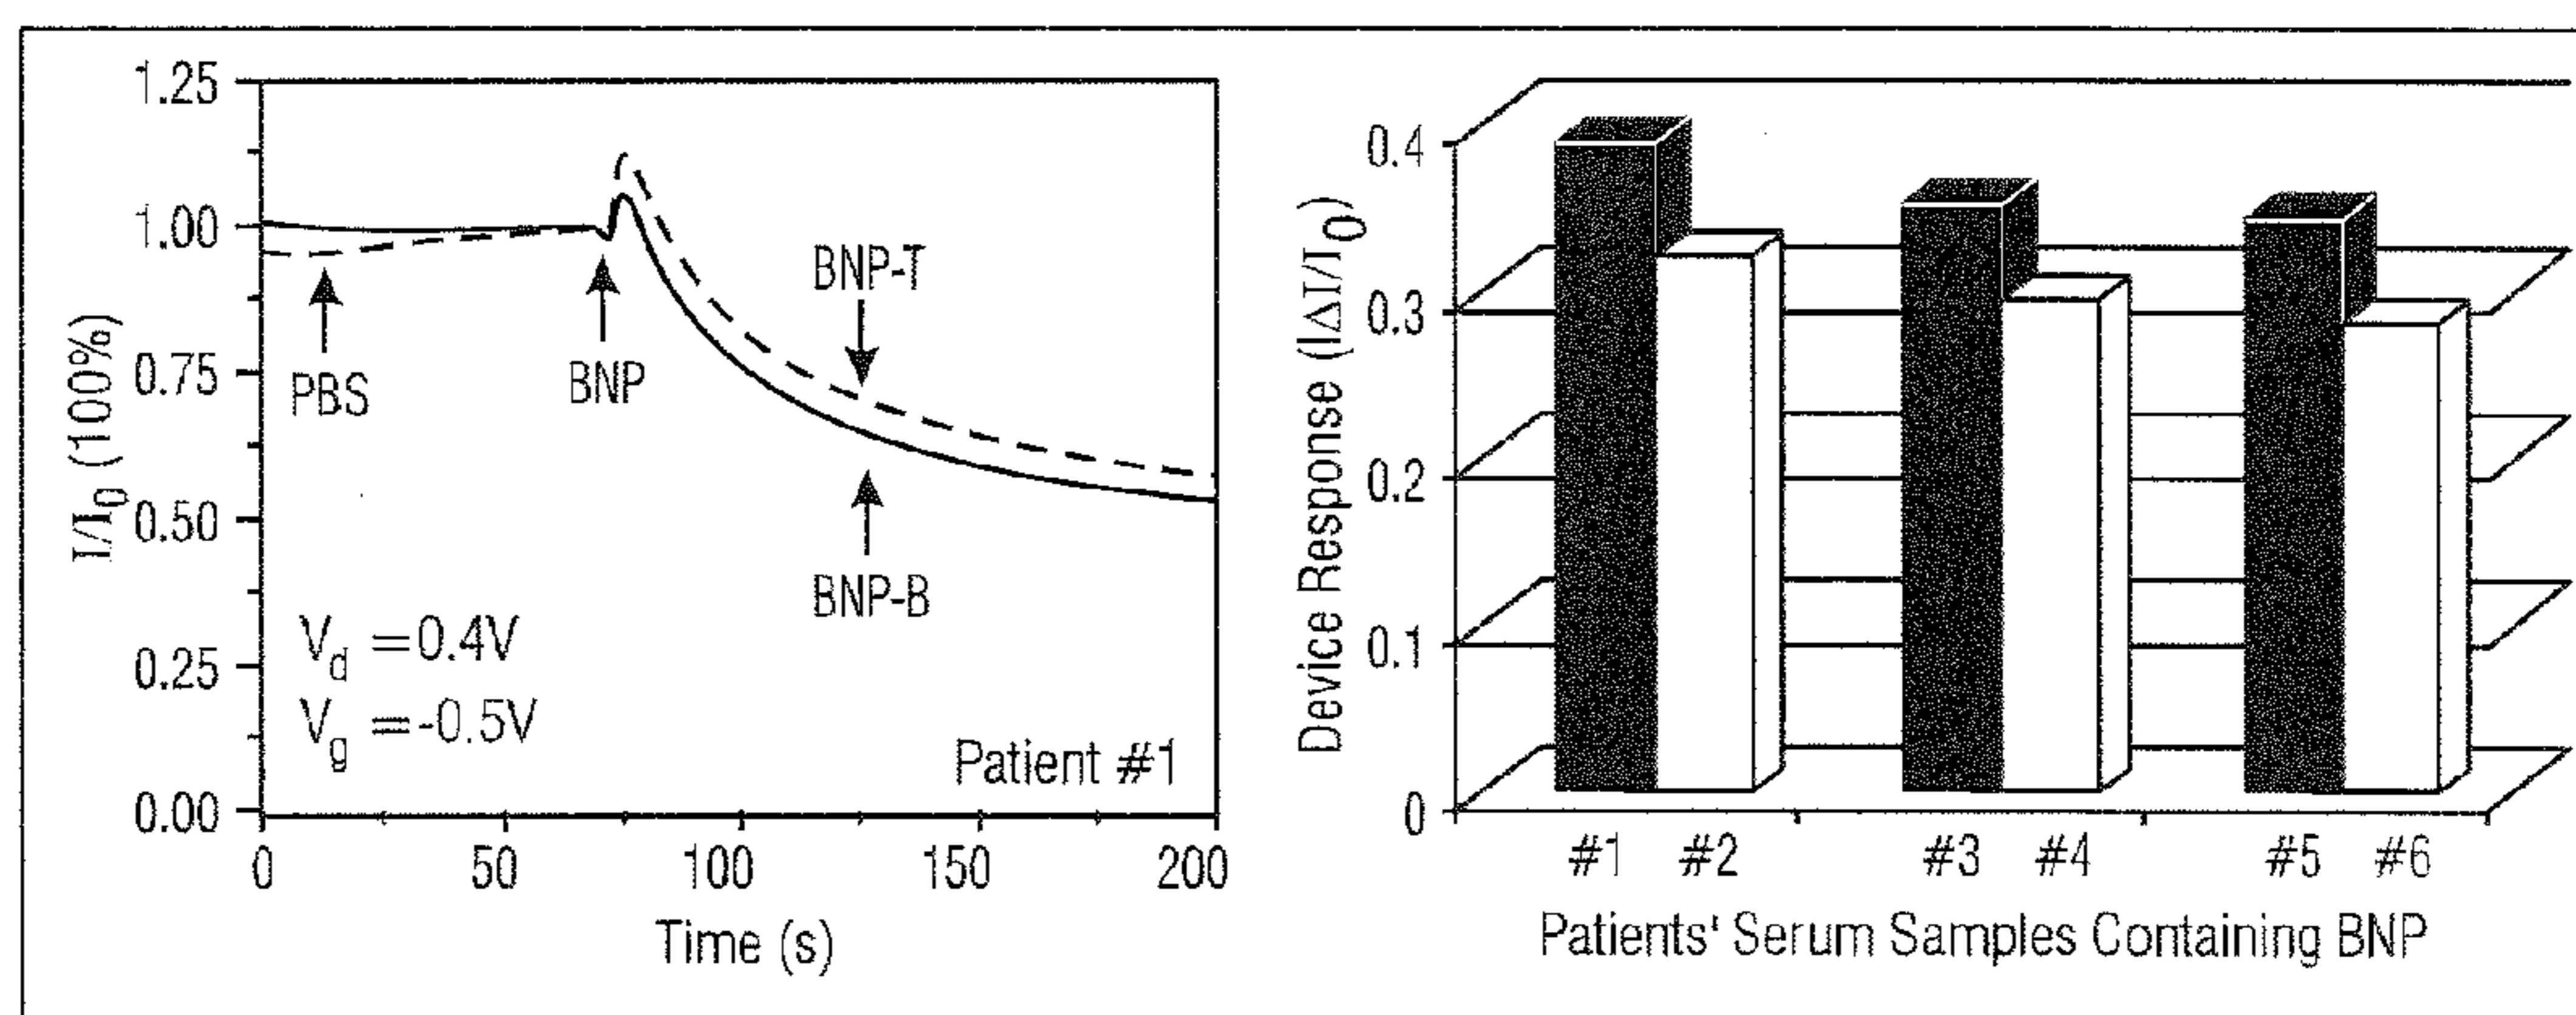 1.25
1.00
0.75
0.50
0.25
0.00
I/I0 (100%)
PBS
BNP
BNP-T
BNP-B
Vd =0.4V
Vg =-0.5V
Patient #1
0 50 100 150 200
Time (s)
0.4
0.3
0.2
0.1
0
Device Response (IΔI/I0)
#1 #2 #3 #4 #5 #6
Patients' Serum Samples Containing BNP